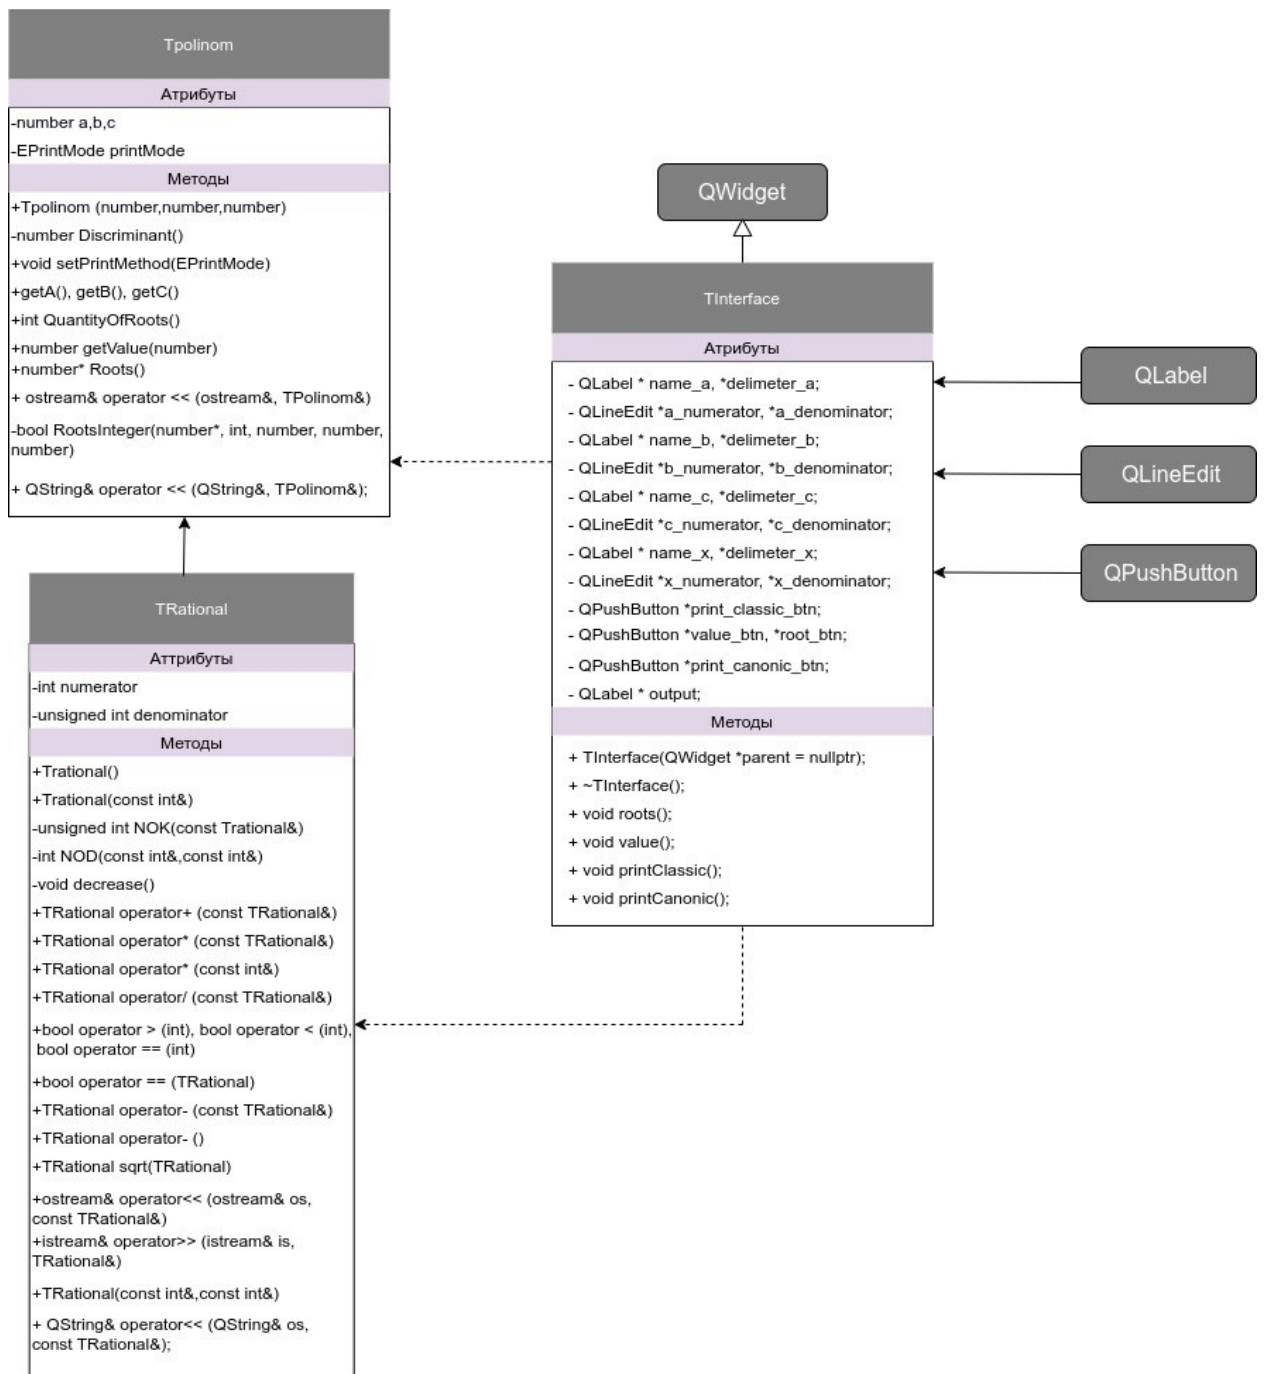 Tpolinom
Атрибуты
-number a,b,c
-EPrintMode printMode
Методы
+Tpolinom (number,number,number)
-number Discriminant()
+void setPrintMethod(EPrintMode)
+getA(), getB(), getC()
+int QuantityOfRoots()
+number getValue(number)
+number* Roots()
+ ostream& operator << (ostream&, TPolinom&)
-bool RootsInteger(number*, int, number, number,
number)
+ QString& operator << (QString&, TPolinom&);
TRational
Аттрибуты
-int numerator
-unsigned int denominator
Методы
+Trational()
+Trational(const int&)
-unsigned int NOK(const Trational&)
-int NOD(const int&,const int&)
-void decrease()
+TRational operator+ (const TRational&)
+TRational operator* (const TRational&)
+TRational operator* (const int&)
+TRational operator/ (const TRational&)
+bool operator > (int), bool operator < (int),
bool operator == (int)
+bool operator == (TRational)
+TRational operator- (const TRational&)
+TRational operator- ()
+TRational sqrt(TRational)
+ostream& operator<< (ostream& os,
const TRational&)
+istream& operator>> (istream& is,
TRational&)
+TRational(const int&,const int&)
+ QString& operator<< (QString& os,
const TRational&);
QWidget
TInterface
Атрибуты
- QLabel * name_a, *delimeter_a;
- QLineEdit *a_numerator, *a_denominator;
- QLabel * name_b, *delimeter_b;
- QLineEdit *b_numerator, *b_denominator;
- QLabel * name_c, *delimeter_c;
- QLineEdit *c_numerator, *c_denominator;
- QLabel * name_x, *delimeter_x;
- QLineEdit *x_numerator, *x_denominator;
- QPushButton *print_classic_btn;
- QPushButton *value_btn, *root_btn;
- QPushButton *print_canonic_btn;
- QLabel * output;
Методы
+ TInterface(QWidget *parent = nullptr);
+ ~TInterface();
+ void roots();
+ void value();
+ void printClassic();
+ void printCanonic();
QLabel
QLineEdit
QPushButton